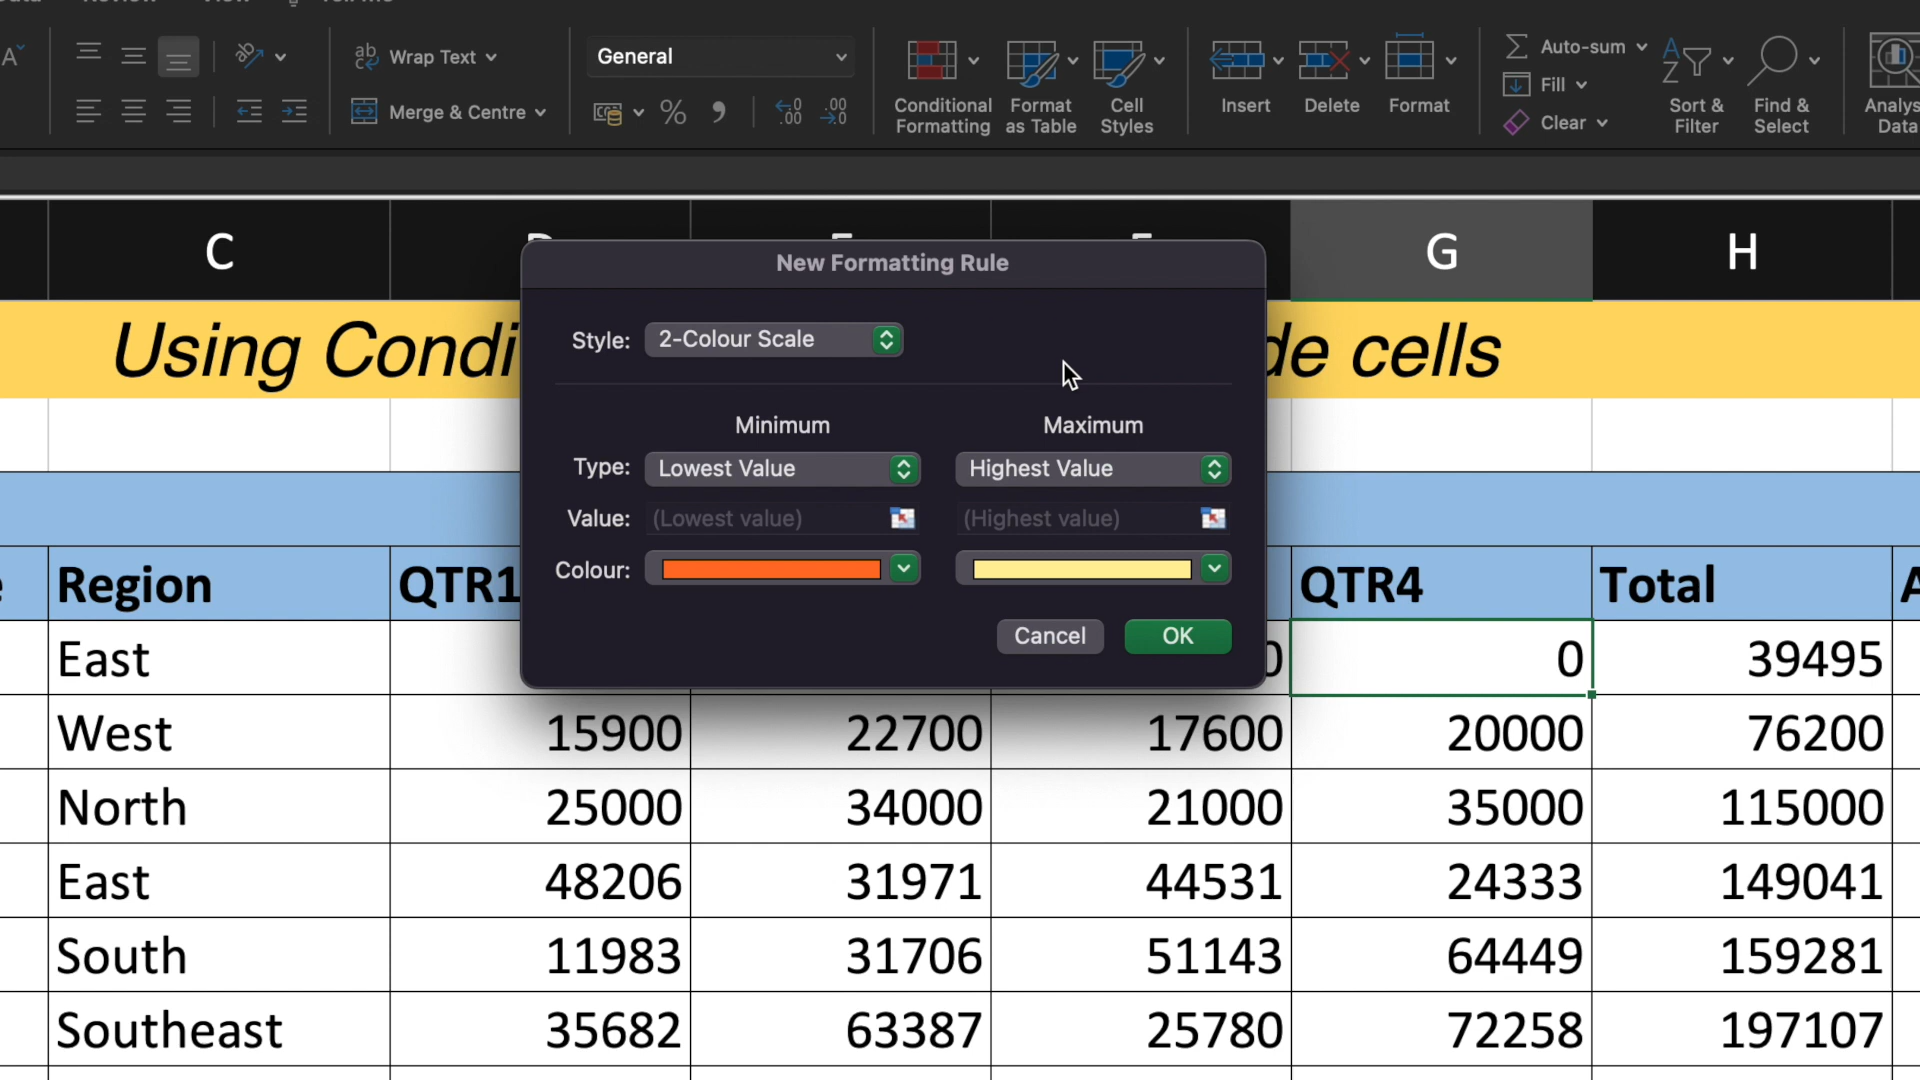 Wrap Text
General
Auto-sum
Fill
Conditional Formatting
Format as Table
Cell Styles
Insert
Delete
Format
Sort & Filter
Find & Select
Merge & Centre
Clear
C
G
H
New Formatting Rule
Style: 2-Colour Scale
Using Condi
de cells
Minimum Maximum
Type: Lowest Value Highest Value
Value: (Lowest value) (Highest value)
Colour:
Cancel OK
Region QTR1 QTR4 Total
East 0 39495
West 15900 22700 17600 20000 76200
North 25000 34000 21000 35000 115000
East 48206 31971 44531 24333 149041
South 11983 31706 51143 64449 159281
Southeast 35682 63387 25780 72258 197107